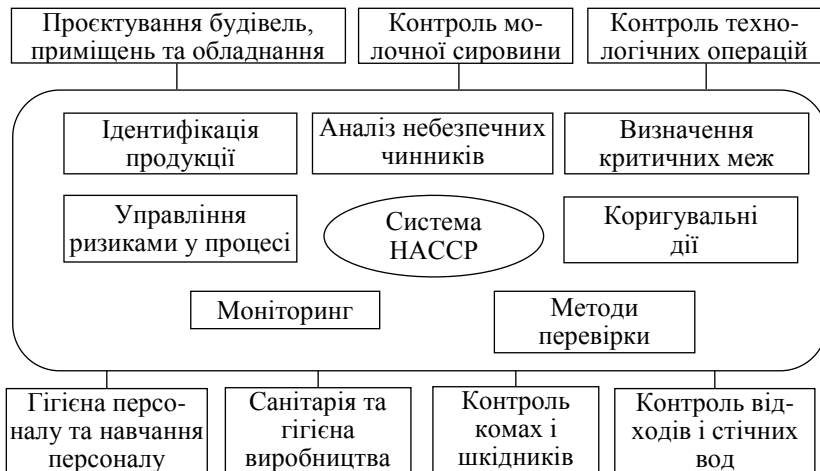 Проєктування будівель,
приміщень та обладнання
Контроль мо-
лочної сировини
Контроль техно-
логічних операцій
Ідентифікація
продукції
Аналіз небезпечних
чинників
Визначення
критичних меж
Управління
ризиками у процесі
Система
НАССР
Коригувальні
дії
Моніторинг
Методи
перевірки
Гігієна персо-
налу та навчання
персоналу
Санітарія та
гігієна
виробництва
Контроль
комах і
шкідників
Контроль від-
ходів і стічних
вод